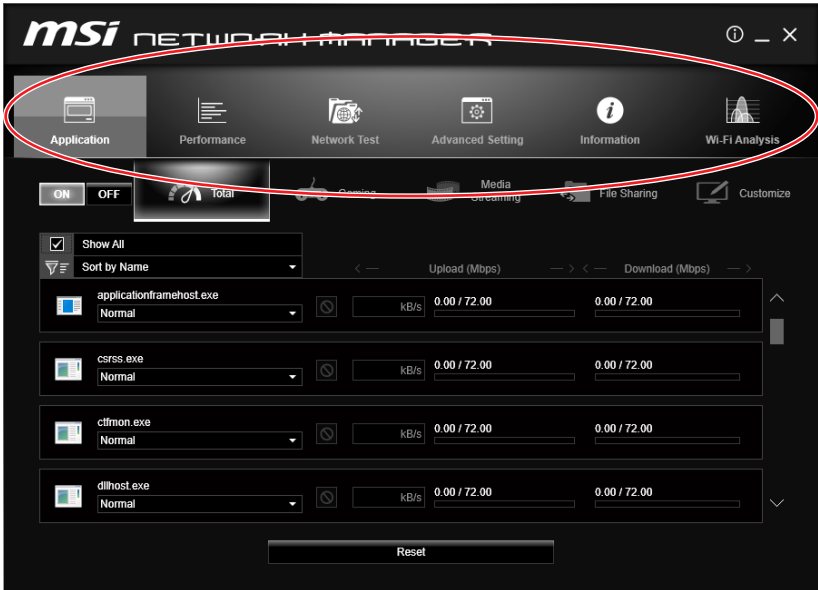 msi NETWORK MANAGER
Application Performance Network Test Advanced Setting Information Wi-Fi Analysis
ON OFF Total Gaming Media Streaming File Sharing Customize
Show All
Sort by Name Upload (Mbps) Download (Mbps)
applicationframehost.exe
Normal kB/s 0.00 / 72.00 0.00 / 72.00
csrss.exe
Normal kB/s 0.00 / 72.00 0.00 / 72.00
ctfmon.exe
Normal kB/s 0.00 / 72.00 0.00 / 72.00
dllhost.exe
Normal kB/s 0.00 / 72.00 0.00 / 72.00
Reset